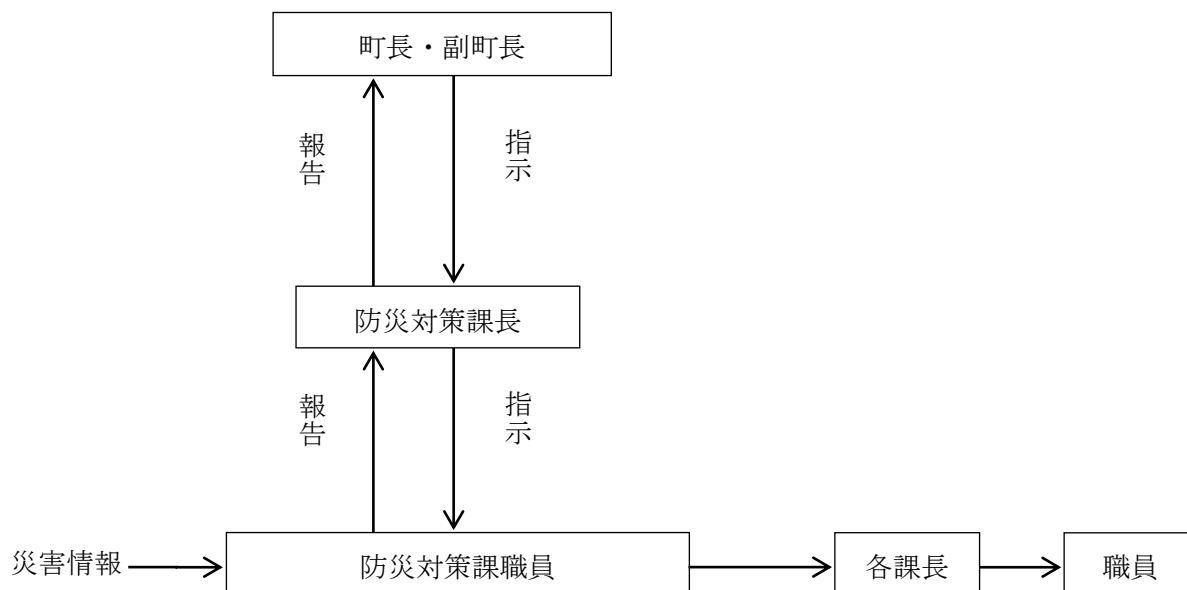 町長・副町長
報告
指示
防災対策課長
報告
指示
災害情報
防災対策課職員
各課長
職員